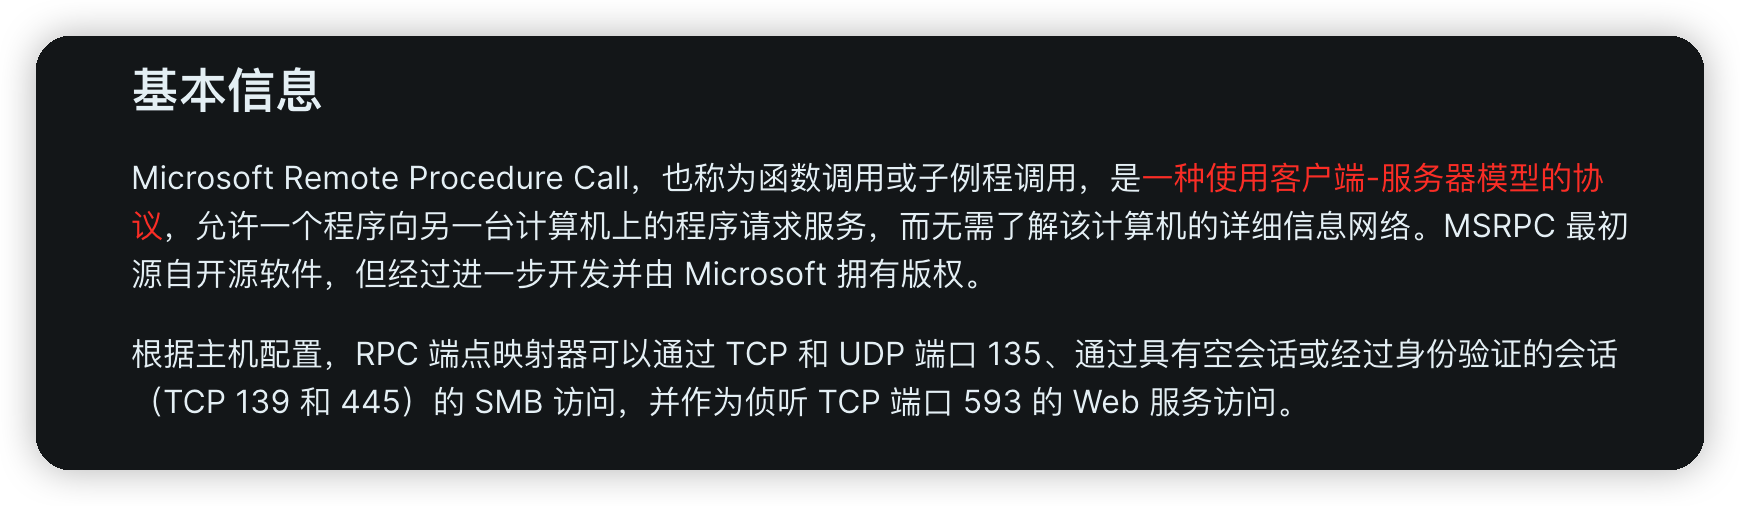 基本信息
Microsoft Remote Procedure Call，也称为函数调用或子例程调用，是一种使用客户端-服务器模型的协
议，允许一个程序向另一台计算机上的程序请求服务，而无需了解该计算机的详细信息网络。MSRPC 最初
源自开源软件，但经过进一步开发并由 Microsoft 拥有版权。
根据主机配置，RPC 端点映射器可以通过 TCP 和 UDP 端口 135、通过具有空会话或经过身份验证的会话
（TCP 139 和 445）的 SMB 访问，并作为侦听 TCP 端口 593 的 Web 服务访问。